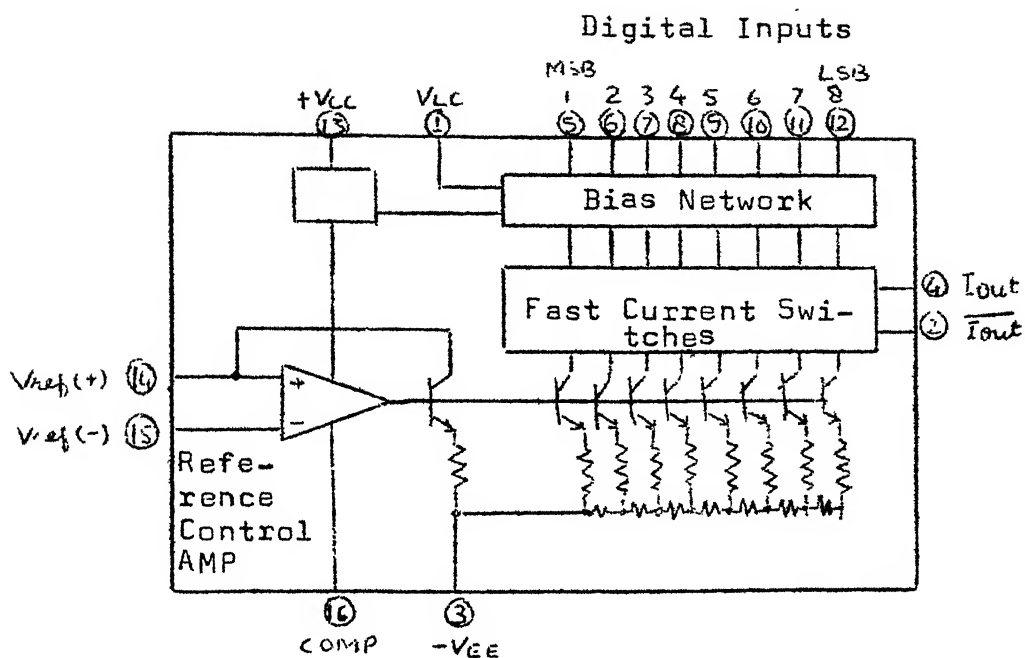 Digital Inputs
MSB LSB
1 2 3 4 5 6 7 8
+VCC VLC
13 1 5 6 7 8 9 10 11 12
Bias Network
Fast Current Swi-
tches
4 Iout
2 Iout
Vref(+) 14
+
Vref(-) 15
-
Refe-
rence
Control
AMP
16 3
COMP -VEE